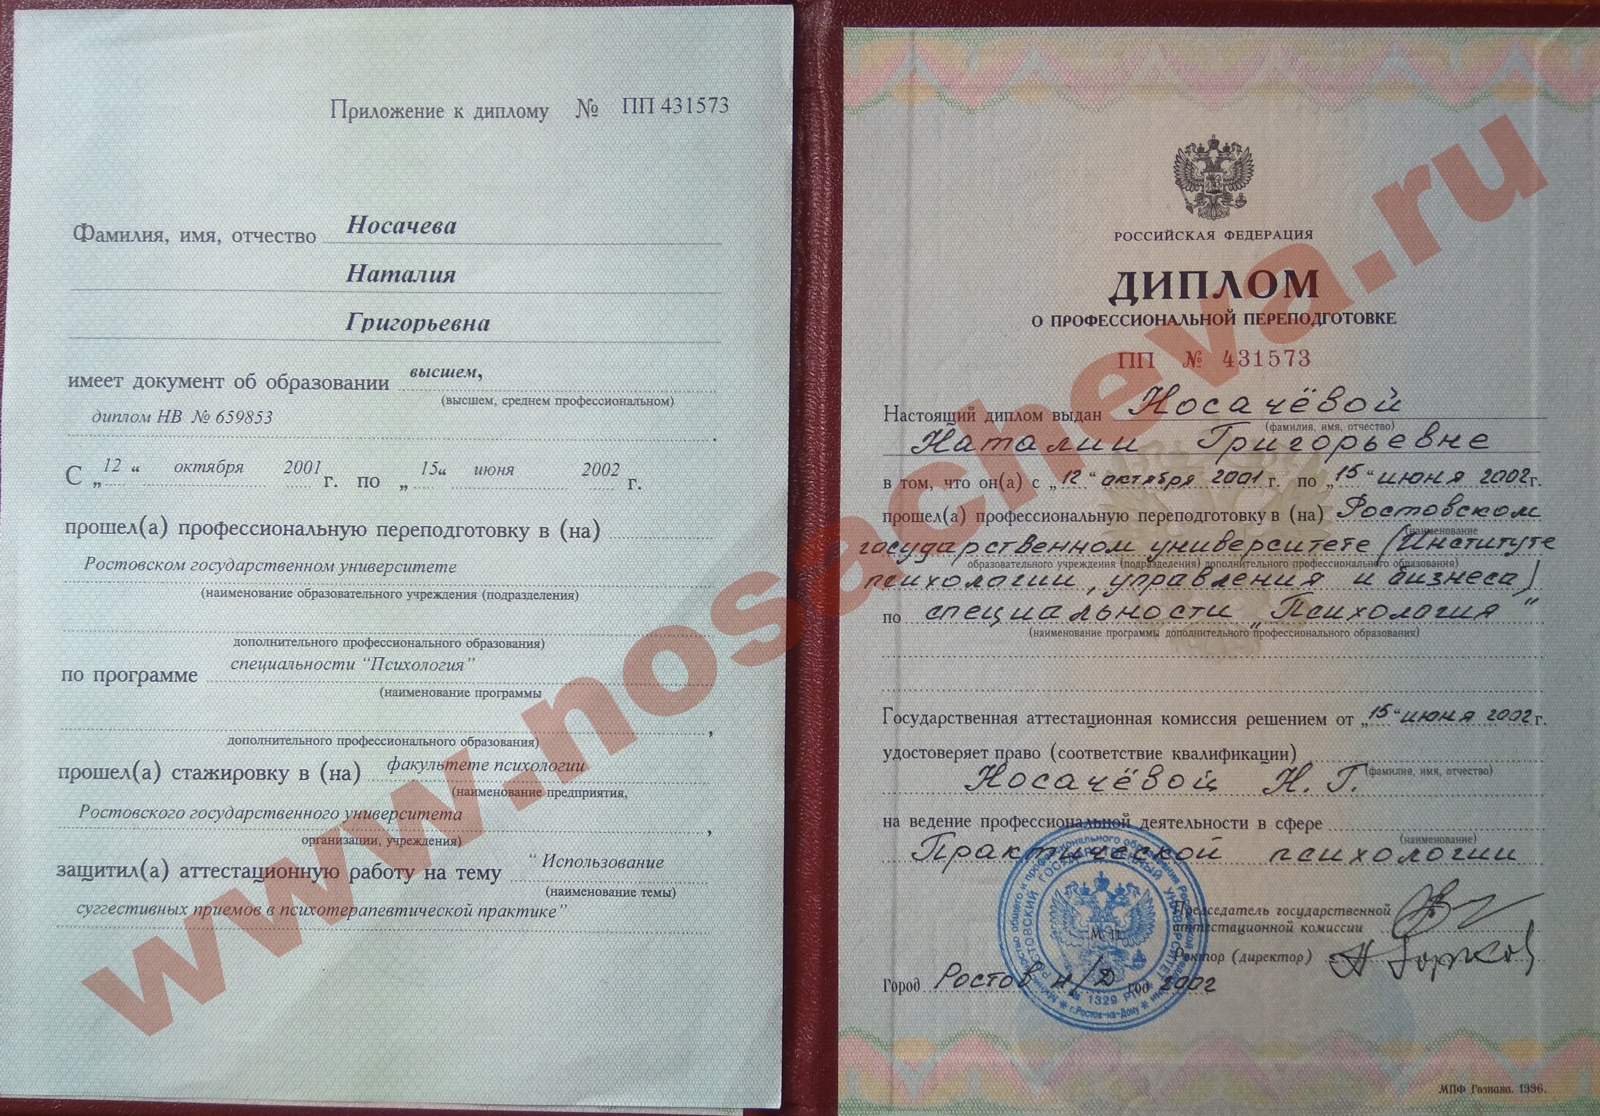 Приложение к диплому № ПП 431573
Фамилия, имя, отчество Носачева
Наталия
Григорьевна
имеет документ об образовании высшем,
(высшем, среднем профессиональном)
диплом НВ № 659853
С „ 12 “ октября 2001 г. по „ 15 “ июня 2002 г.
прошел(а) профессиональную переподготовку в (на)
Ростовском государственном университете
(наименование образовательного учреждения (подразделения)
дополнительного профессионального образования)
по программе специальности “Психология”
(наименование программы
дополнительного профессионального образования)
прошел(а) стажировку в (на) факультете психологии
(наименование предприятия,
Ростовского государственного университета
организации, учреждения)
защитил(а) аттестационную работу на тему “ Использование
(наименование темы)
суггестивных приемов в психотерапевтической практике”
РОССИЙСКАЯ ФЕДЕРАЦИЯ
ДИПЛОМ
О ПРОФЕССИОНАЛЬНОЙ ПЕРЕПОДГОТОВКЕ
ПП № 431573
Настоящий диплом выдан Носачёвой
(фамилия, имя, отчество)
Наталии Григорьевне
в том, что он(а) с „12“ октября 2001 г. по „15“ июня 2002г.
прошел(а) профессиональную переподготовку в (на) Ростовском
(наименование
государственном университете (Институте
образовательного учреждения (подразделения) дополнительного профессионального образования)
психологии, управления и бизнеса)
по специальности „Психология“
(наименование программы дополнительного профессионального образования)
Государственная аттестационная комиссия решением от „15“ июня 2002г.
удостоверяет право (соответствие квалификации)
(фамилия, имя, отчество)
Носачёвой Н. Г.
на ведение профессиональной деятельности в сфере
(наименование)
Практической психологии
Председатель государственной
аттестационной комиссии
М. П.
Ректор (директор)
Город Ростов н/Д год 2002
РОСТОВСКИЙ ГОСУДАРСТВЕННЫЙ УНИВЕРСИТЕТ
г.Ростов-на-Дону
МПФ Гознака. 1996.
www.nosacheva.ru